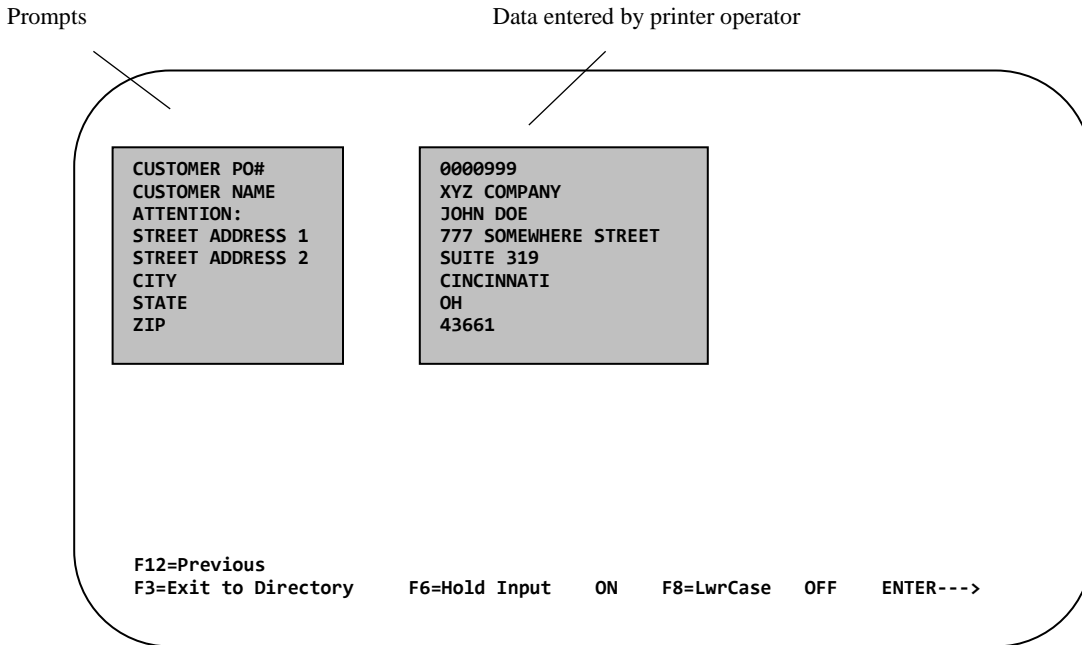 Prompts Data entered by printer operator
CUSTOMER PO# 0000999
CUSTOMER NAME XYZ COMPANY
ATTENTION: JOHN DOE
STREET ADDRESS 1 777 SOMEWHERE STREET
STREET ADDRESS 2 SUITE 319
CITY CINCINNATI
STATE OH
ZIP 43661
F12=Previous
F3=Exit to Directory F6=Hold Input ON F8=LwrCase OFF ENTER--->